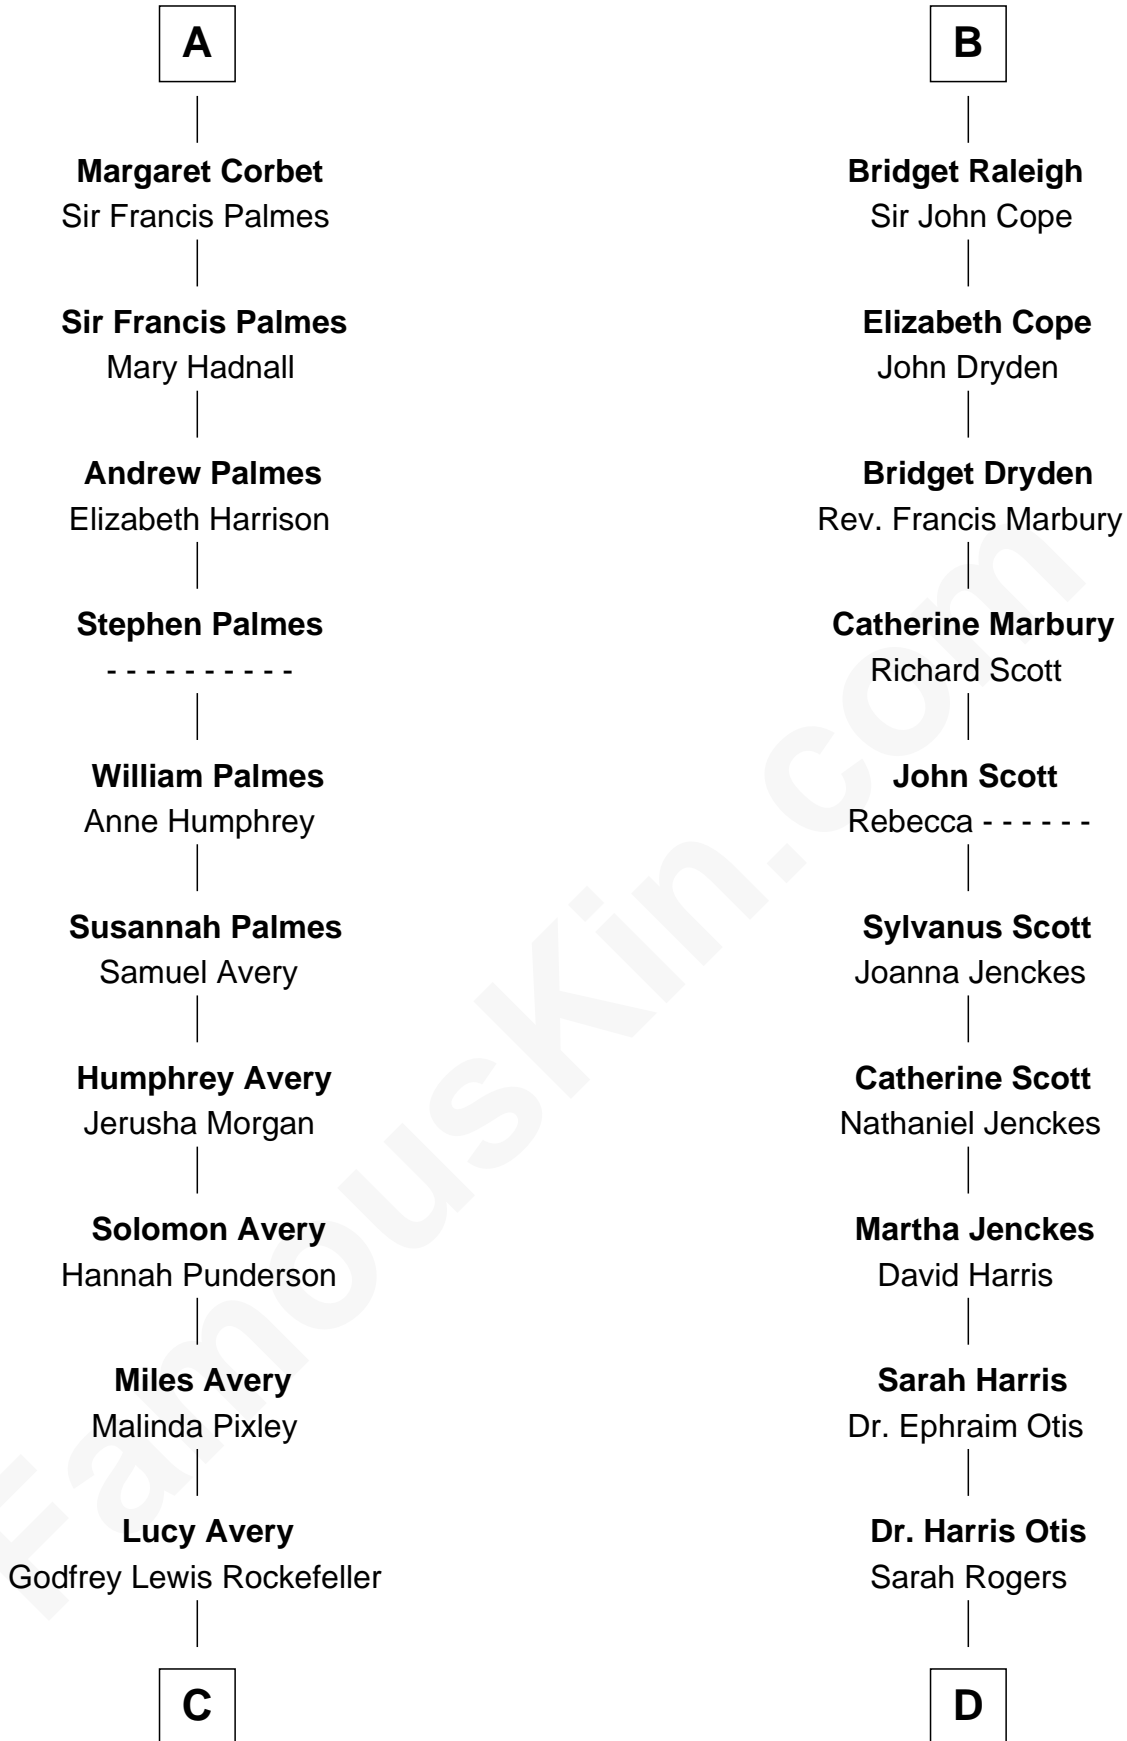 A
Margaret Corbet
Sir Francis Palmes
Sir Francis Palmes
Mary Hadnall
Andrew Palmes
Elizabeth Harrison
Stephen Palmes
- - - - - - - - - -
William Palmes
Anne Humphrey
Susannah Palmes
Samuel Avery
Humphrey Avery
Jerusha Morgan
Solomon Avery
Hannah Punderson
Miles Avery
Malinda Pixley
Lucy Avery
Godfrey Lewis Rockefeller
C
B
Bridget Raleigh
Sir John Cope
Elizabeth Cope
John Dryden
Bridget Dryden
Rev. Francis Marbury
Catherine Marbury
Richard Scott
John Scott
Rebecca - - - - - -
Sylvanus Scott
Joanna Jenckes
Catherine Scott
Nathaniel Jenckes
Martha Jenckes
David Harris
Sarah Harris
Dr. Ephraim Otis
Dr. Harris Otis
Sarah Rogers
D
FamousKin.com